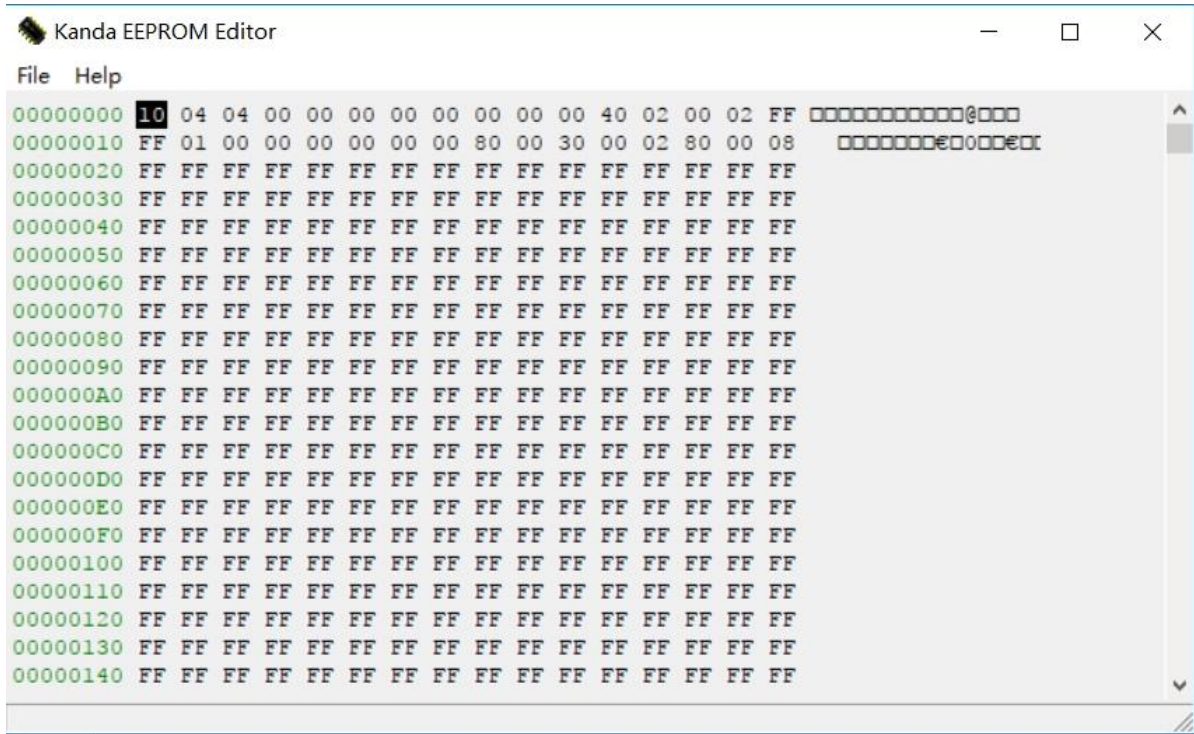 Kanda EEPROM Editor
File Help
00000000 10 04 04 00 00 00 00 00 00 00 00 40 02 00 02 FF □□□□□□□□□□□@□□□
00000010 FF 01 00 00 00 00 00 00 80 00 30 00 02 80 00 08 □□□□□□□€□0□□€□□
00000020 FF FF FF FF FF FF FF FF FF FF FF FF FF FF FF FF
00000030 FF FF FF FF FF FF FF FF FF FF FF FF FF FF FF FF
00000040 FF FF FF FF FF FF FF FF FF FF FF FF FF FF FF FF
00000050 FF FF FF FF FF FF FF FF FF FF FF FF FF FF FF FF
00000060 FF FF FF FF FF FF FF FF FF FF FF FF FF FF FF FF
00000070 FF FF FF FF FF FF FF FF FF FF FF FF FF FF FF FF
00000080 FF FF FF FF FF FF FF FF FF FF FF FF FF FF FF FF
00000090 FF FF FF FF FF FF FF FF FF FF FF FF FF FF FF FF
000000A0 FF FF FF FF FF FF FF FF FF FF FF FF FF FF FF FF
000000B0 FF FF FF FF FF FF FF FF FF FF FF FF FF FF FF FF
000000C0 FF FF FF FF FF FF FF FF FF FF FF FF FF FF FF FF
000000D0 FF FF FF FF FF FF FF FF FF FF FF FF FF FF FF FF
000000E0 FF FF FF FF FF FF FF FF FF FF FF FF FF FF FF FF
000000F0 FF FF FF FF FF FF FF FF FF FF FF FF FF FF FF FF
00000100 FF FF FF FF FF FF FF FF FF FF FF FF FF FF FF FF
00000110 FF FF FF FF FF FF FF FF FF FF FF FF FF FF FF FF
00000120 FF FF FF FF FF FF FF FF FF FF FF FF FF FF FF FF
00000130 FF FF FF FF FF FF FF FF FF FF FF FF FF FF FF FF
00000140 FF FF FF FF FF FF FF FF FF FF FF FF FF FF FF FF